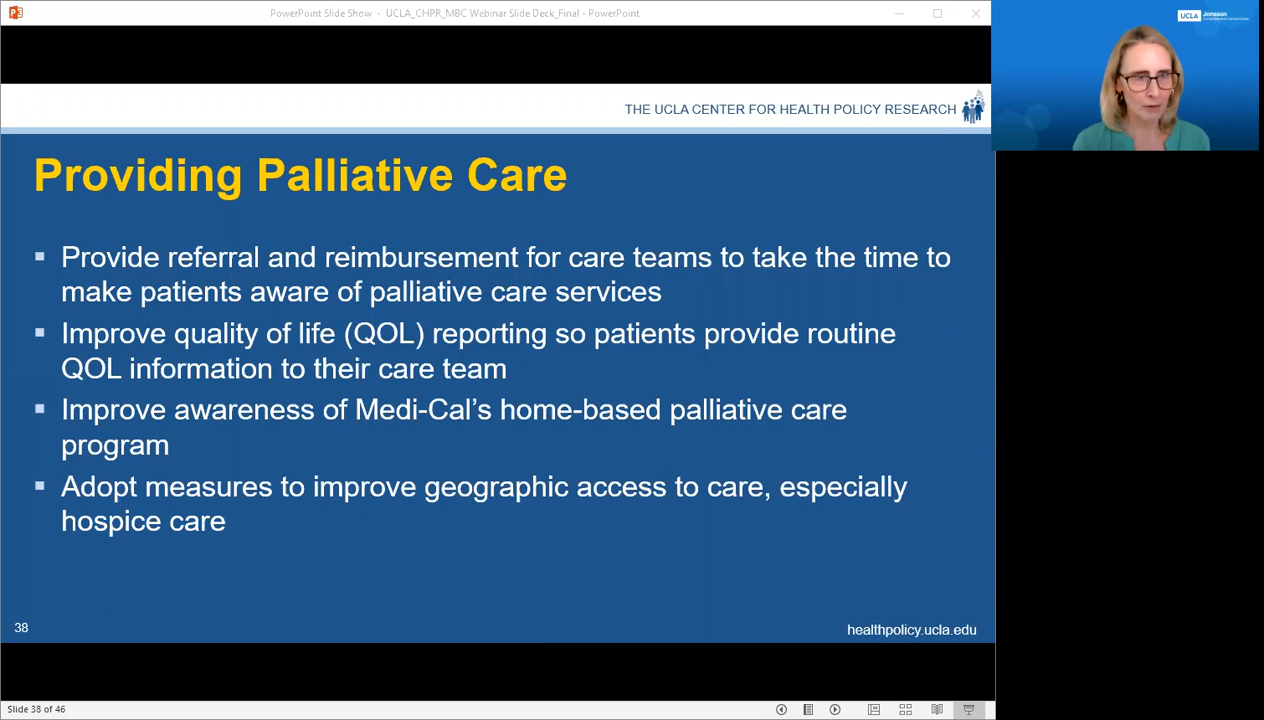 PowerPoint Slide Show - UCLA_CHPR_MBC Webinar Slide Deck_Final - PowerPoint
UCLA Jonsson
THE UCLA CENTER FOR HEALTH POLICY RESEARCH
Providing Palliative Care
▪ Provide referral and reimbursement for care teams to take the time to
make patients aware of palliative care services
▪ Improve quality of life (QOL) reporting so patients provide routine
QOL information to their care team
▪ Improve awareness of Medi-Cal’s home-based palliative care
program
▪ Adopt measures to improve geographic access to care, especially
hospice care
38
healthpolicy.ucla.edu
Slide 38 of 46